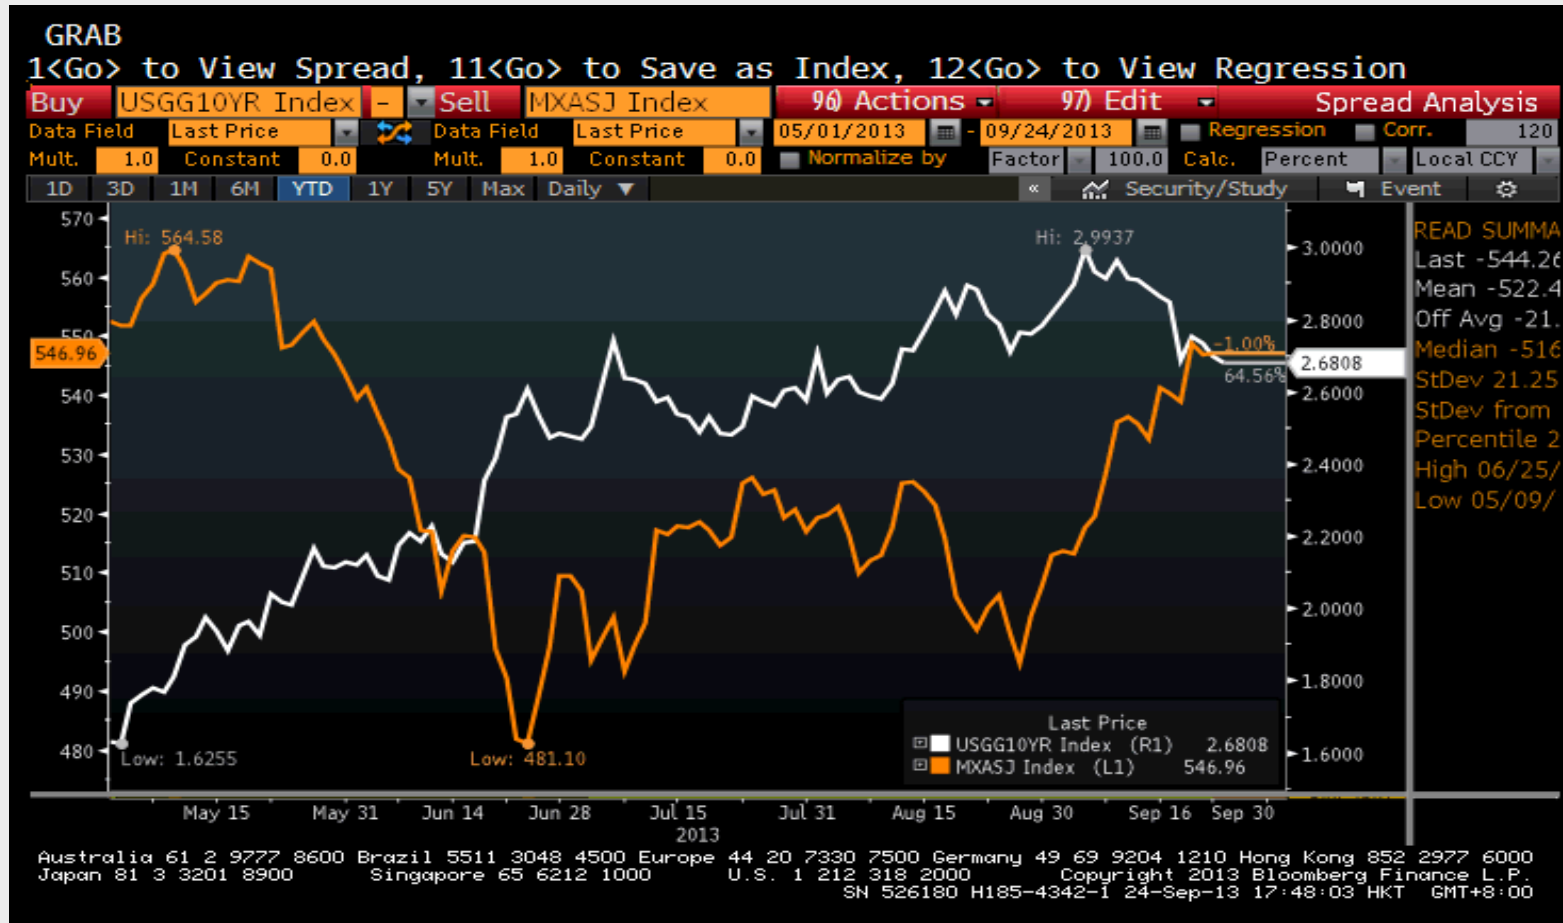 GRAB
1<Go> to View Spread, 11<Go> to Save as Index, 12<Go> to View Regression
Buy USGG10YR Index - Sell MXASJ Index 96) Actions 97) Edit Spread Analysis
Data Field Last Price Data Field Last Price 05/01/2013 - 09/24/2013 Regression Corr. 120
Mult. 1.0 Constant 0.0 Mult. 1.0 Constant 0.0 Normalize by Factor 100.0 Calc. Percent Local CCY
1D 3D 1M 6M YTD 1Y 5Y Max Daily ▼ « Security/Study Event
570
560
550
546.96
540
530
520
510
500
490
480
Hi: 564.58
Hi: 2.9937
-1.00%
64.56%
Low: 1.6255
Low: 481.10
3.0000
2.8000
2.6808
2.6000
2.4000
2.2000
2.0000
1.8000
1.6000
READ SUMMA
Last -544.26
Mean -522.4
Off Avg -21.
Median -516
StDev 21.25
StDev from
Percentile 2
High 06/25/
Low 05/09/
Last Price
USGG10YR Index (R1) 2.6808
MXASJ Index (L1) 546.96
May 15 May 31 Jun 14 Jun 28 Jul 15 Jul 31 Aug 15 Aug 30 Sep 16 Sep 30
2013
Australia 61 2 9777 8600 Brazil 5511 3048 4500 Europe 44 20 7330 7500 Germany 49 69 9204 1210 Hong Kong 852 2977 6000
Japan 81 3 3201 8900 Singapore 65 6212 1000 U.S. 1 212 318 2000 Copyright 2013 Bloomberg Finance L.P.
SN 526180 H185-4342-1 24-Sep-13 17:48:03 HKT GMT+8:00